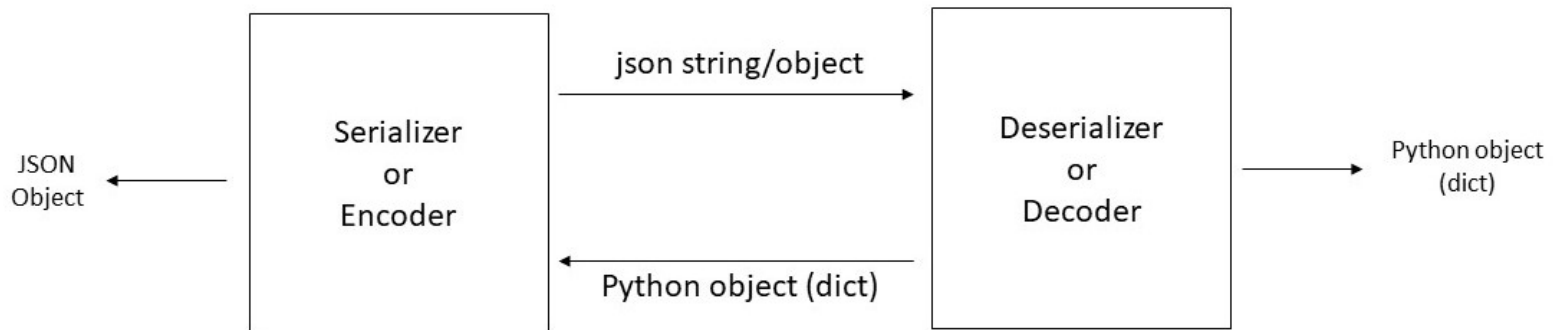 JSON
Object
Serializer
or
Encoder
json string/object
Python object (dict)
Deserializer
or
Decoder
Python object
(dict)